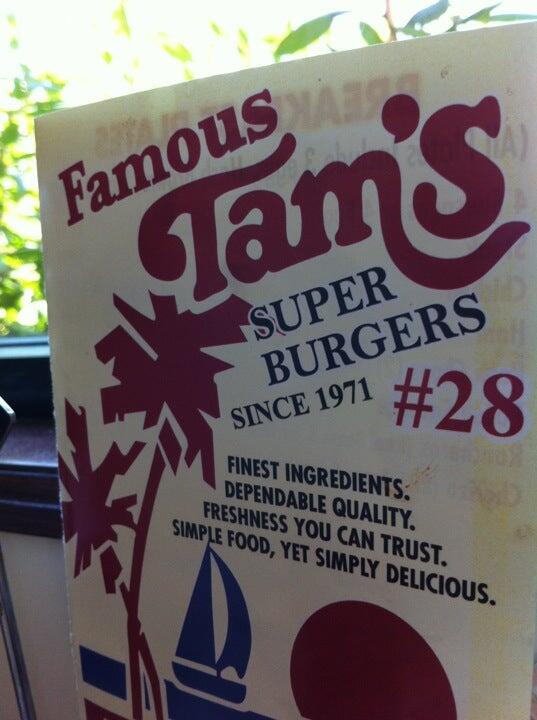 Famous
Tam's
SUPER
BURGERS
SINCE 1971
#28
FINEST INGREDIENTS.
DEPENDABLE QUALITY.
FRESHNESS YOU CAN TRUST.
SIMPLE FOOD, YET SIMPLY DELICIOUS.